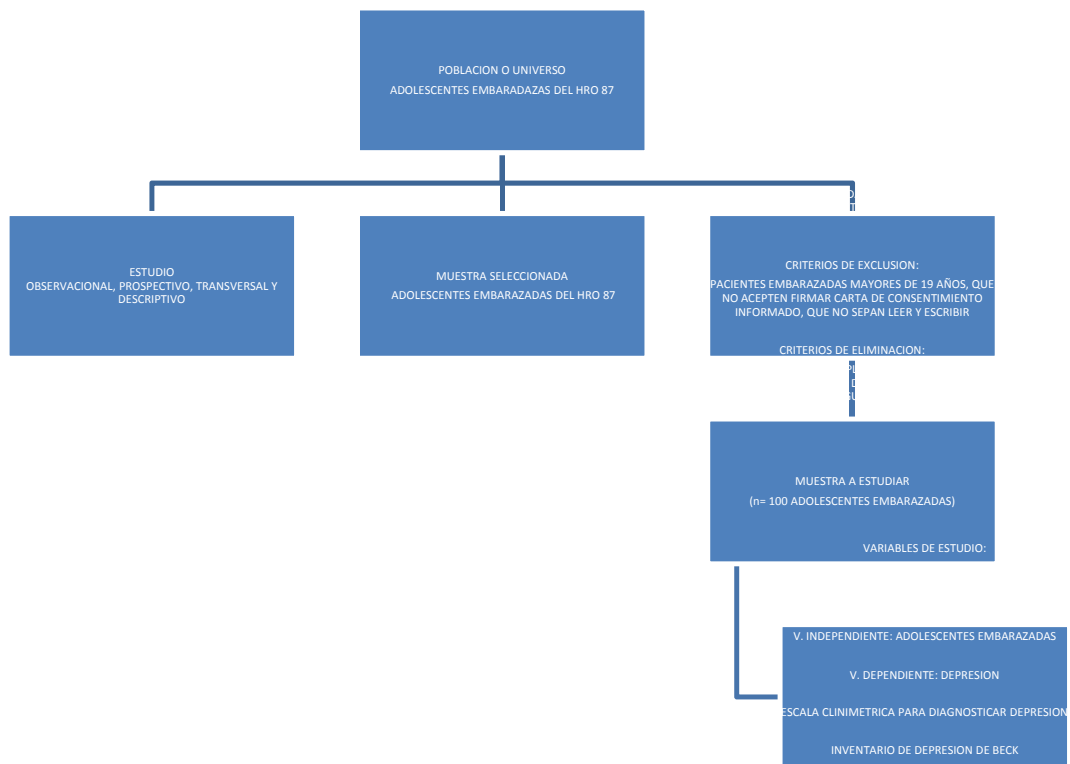 POBLACION O UNIVERSO
ADOLESCENTES EMBARADAZAS DEL HRO 87
ESTUDIO
OBSERVACIONAL, PROSPECTIVO, TRANSVERSAL Y
DESCRIPTIVO
MUESTRA SELECCIONADA
ADOLESCENTES EMBARAZADAS DEL HRO 87
CRITERIOS DE EXCLUSION:
PACIENTES EMBARAZADAS MAYORES DE 19 AÑOS, QUE
NO ACEPTEN FIRMAR CARTA DE CONSENTIMIENTO
INFORMADO, QUE NO SEPAN LEER Y ESCRIBIR
CRITERIOS DE ELIMINACION:
MUESTRA A ESTUDIAR
(n= 100 ADOLESCENTES EMBARAZADAS)
VARIABLES DE ESTUDIO:
V. INDEPENDIENTE: ADOLESCENTES EMBARAZADAS
V. DEPENDIENTE: DEPRESION
ESCALA CLINIMETRICA PARA DIAGNOSTICAR DEPRESION
INVENTARIO DE DEPRESION DE BECK